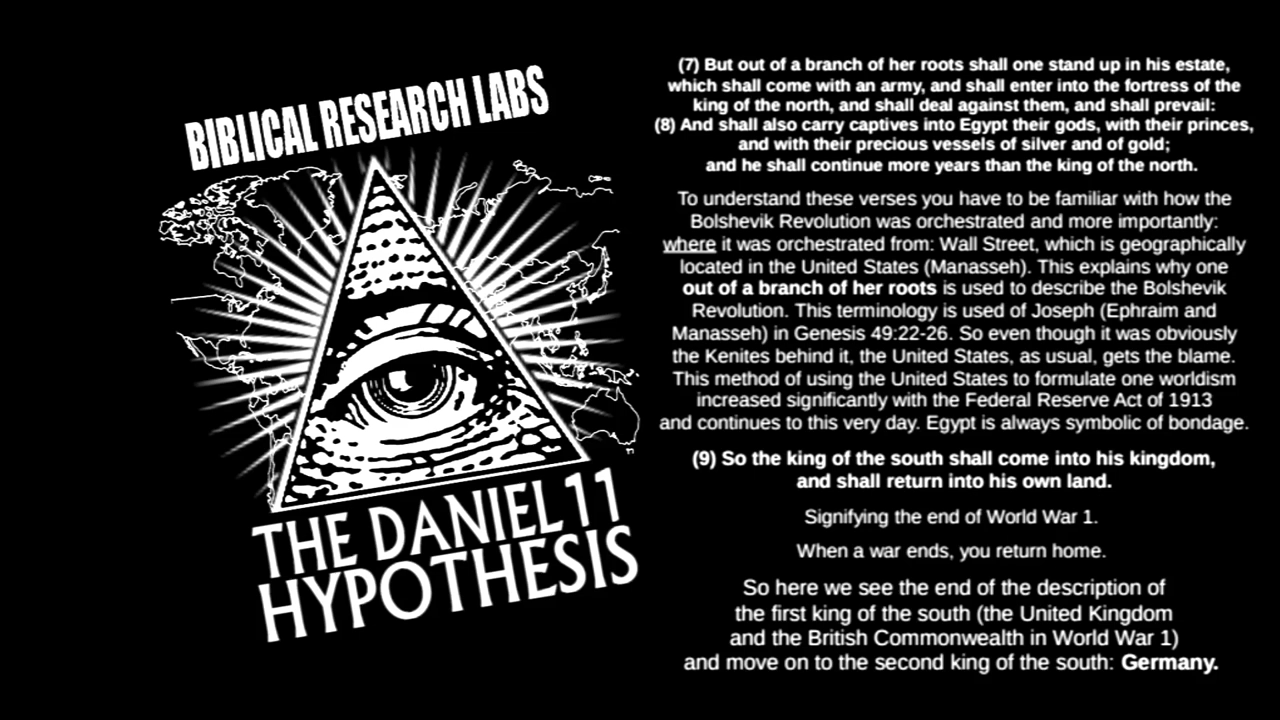 BIBLICAL RESEARCH LABS
THE DANIEL 11
HYPOTHESIS
(7) But out of a branch of her roots shall one stand up in his estate,
which shall come with an army, and shall enter into the fortress of the
king of the north, and shall deal against them, and shall prevail:
(8) And shall also carry captives into Egypt their gods, with their princes,
and with their precious vessels of silver and of gold;
and he shall continue more years than the king of the north.
To understand these verses you have to be familiar with how the
Bolshevik Revolution was orchestrated and more importantly:
where it was orchestrated from: Wall Street, which is geographically
located in the United States (Manasseh). This explains why one
out of a branch of her roots is used to describe the Bolshevik
Revolution. This terminology is used of Joseph (Ephraim and
Manasseh) in Genesis 49:22-26. So even though it was obviously
the Kenites behind it, the United States, as usual, gets the blame.
This method of using the United States to formulate one worldism
increased significantly with the Federal Reserve Act of 1913
and continues to this very day. Egypt is always symbolic of bondage.
(9) So the king of the south shall come into his kingdom,
and shall return into his own land.
Signifying the end of World War 1.
When a war ends, you return home.
So here we see the end of the description of
the first king of the south (the United Kingdom
and the British Commonwealth in World War 1)
and move on to the second king of the south: Germany.